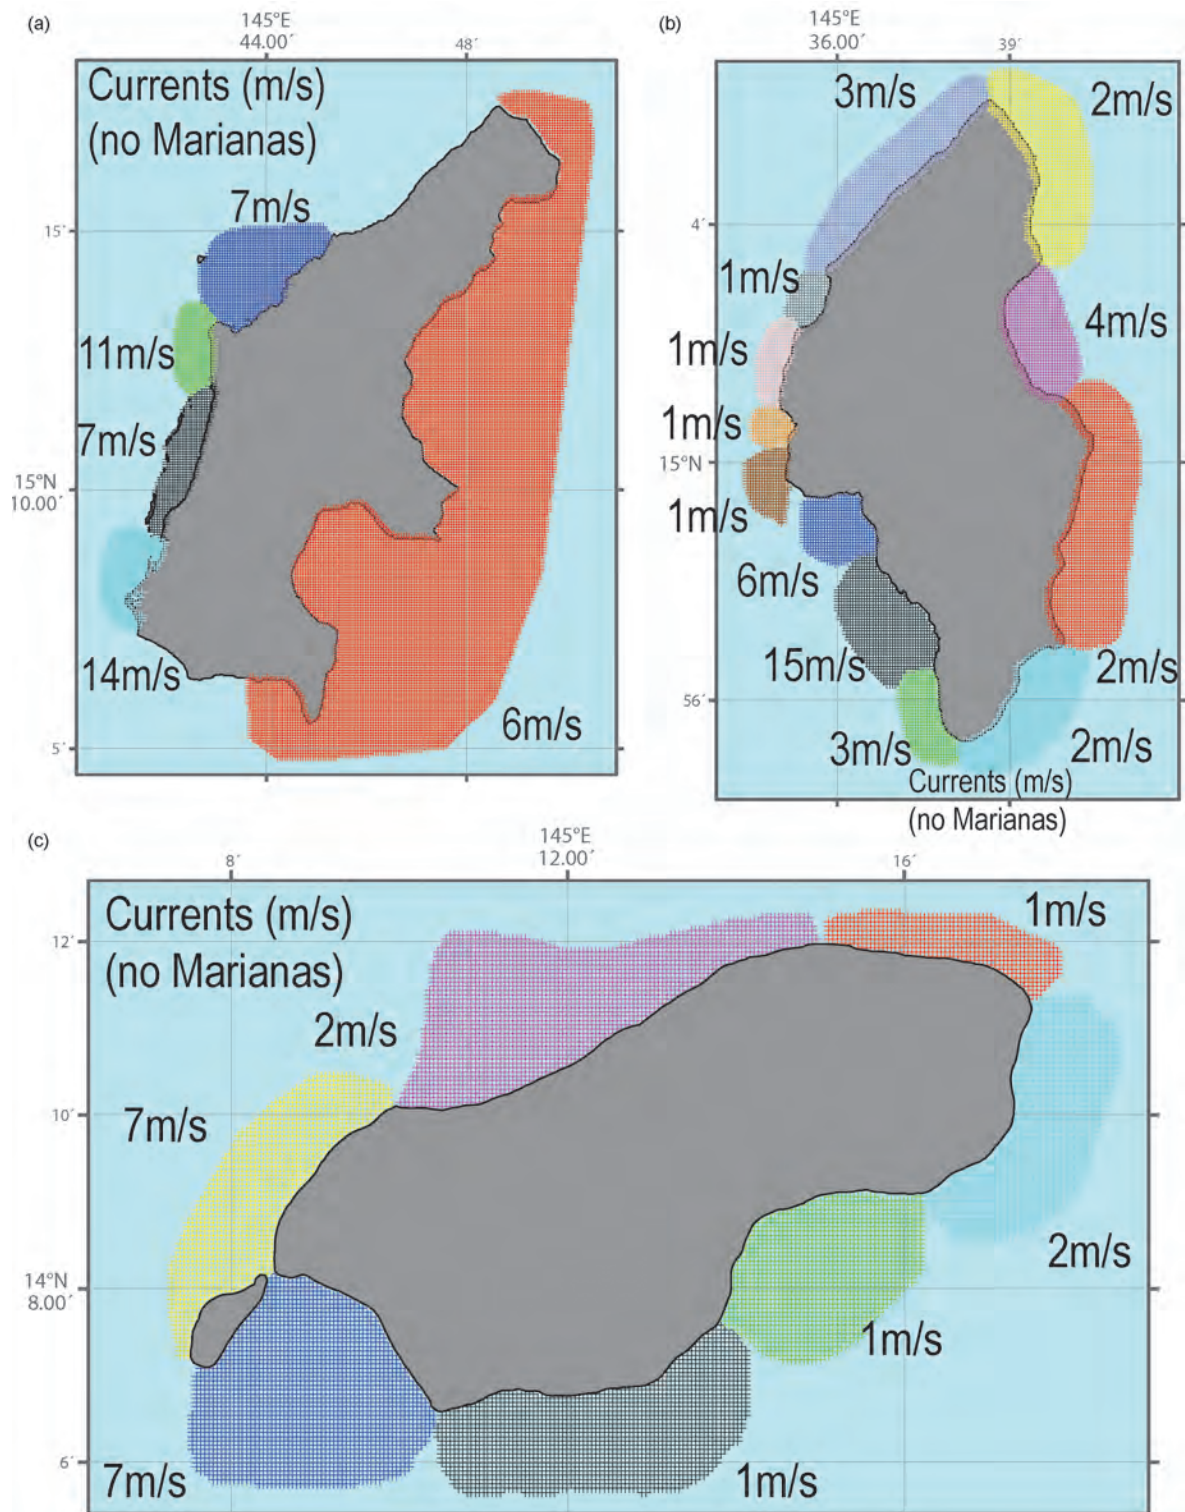 (a)
145°E
44.00´
48´
Currents (m/s)
(no Marianas)
7m/s
15´
11m/s
7m/s
15°N
10.00´
14m/s
6m/s
5´
(b)
145°E
36.00´
39´
3m/s
2m/s
4´
1m/s
4m/s
1m/s
1m/s
15°N
1m/s
6m/s
15m/s
2m/s
56´
3m/s
2m/s
Currents (m/s)
(no Marianas)
(c)
145°E
8´
12.00´
16´
Currents (m/s)
(no Marianas)
1m/s
12´
2m/s
7m/s
10´
2m/s
14°N
8.00´
1m/s
6´
7m/s
1m/s